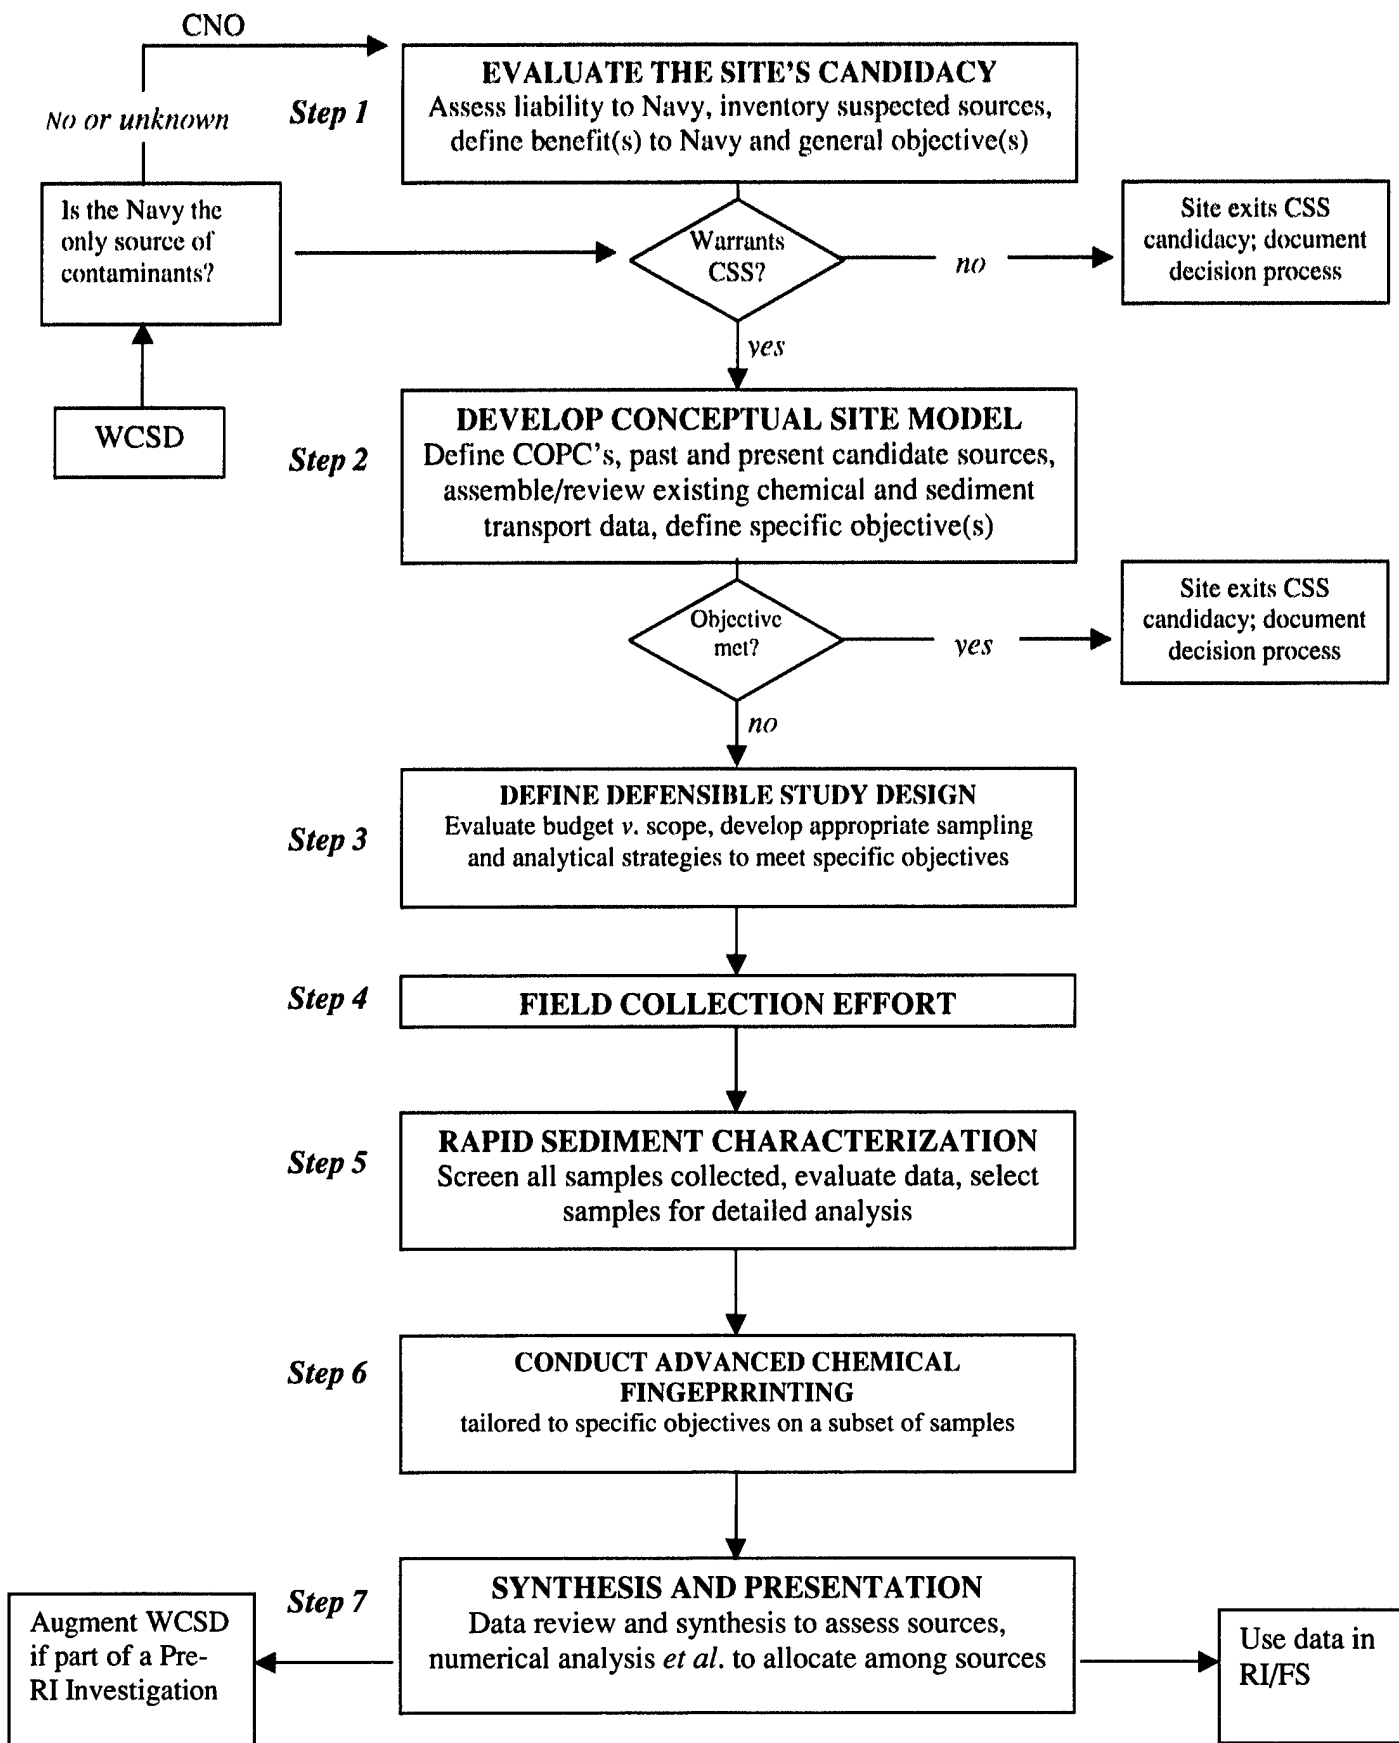 CNO
No or unknown
Is the Navy the
only source of
contaminants?
WCSD
Step 1
EVALUATE THE SITE'S CANDIDACY
Assess liability to Navy, inventory suspected sources,
define benefit(s) to Navy and general objective(s)
Warrants
CSS?
no
Site exits CSS
candidacy; document
decision process
yes
Step 2
DEVELOP CONCEPTUAL SITE MODEL
Define COPC's, past and present candidate sources,
assemble/review existing chemical and sediment
transport data, define specific objective(s)
Objective
met?
yes
Site exits CSS
candidacy; document
decision process
no
Step 3
DEFINE DEFENSIBLE STUDY DESIGN
Evaluate budget v. scope, develop appropriate sampling
and analytical strategies to meet specific objectives
Step 4
FIELD COLLECTION EFFORT
Step 5
RAPID SEDIMENT CHARACTERIZATION
Screen all samples collected, evaluate data, select
samples for detailed analysis
Step 6
CONDUCT ADVANCED CHEMICAL
FINGEPRRINTING
tailored to specific objectives on a subset of samples
Step 7
SYNTHESIS AND PRESENTATION
Data review and synthesis to assess sources,
numerical analysis et al. to allocate among sources
Augment WCSD
if part of a Pre-
RI Investigation
Use data in
RI/FS